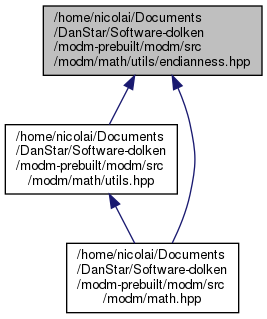 /home/nicolai/Documents
/DanStar/Software-dolken
/modm-prebuilt/modm/src
/modm/math/utils/endianness.hpp
/home/nicolai/Documents
/DanStar/Software-dolken
/modm-prebuilt/modm/src
/modm/math/utils.hpp
/home/nicolai/Documents
/DanStar/Software-dolken
/modm-prebuilt/modm/src
/modm/math.hpp